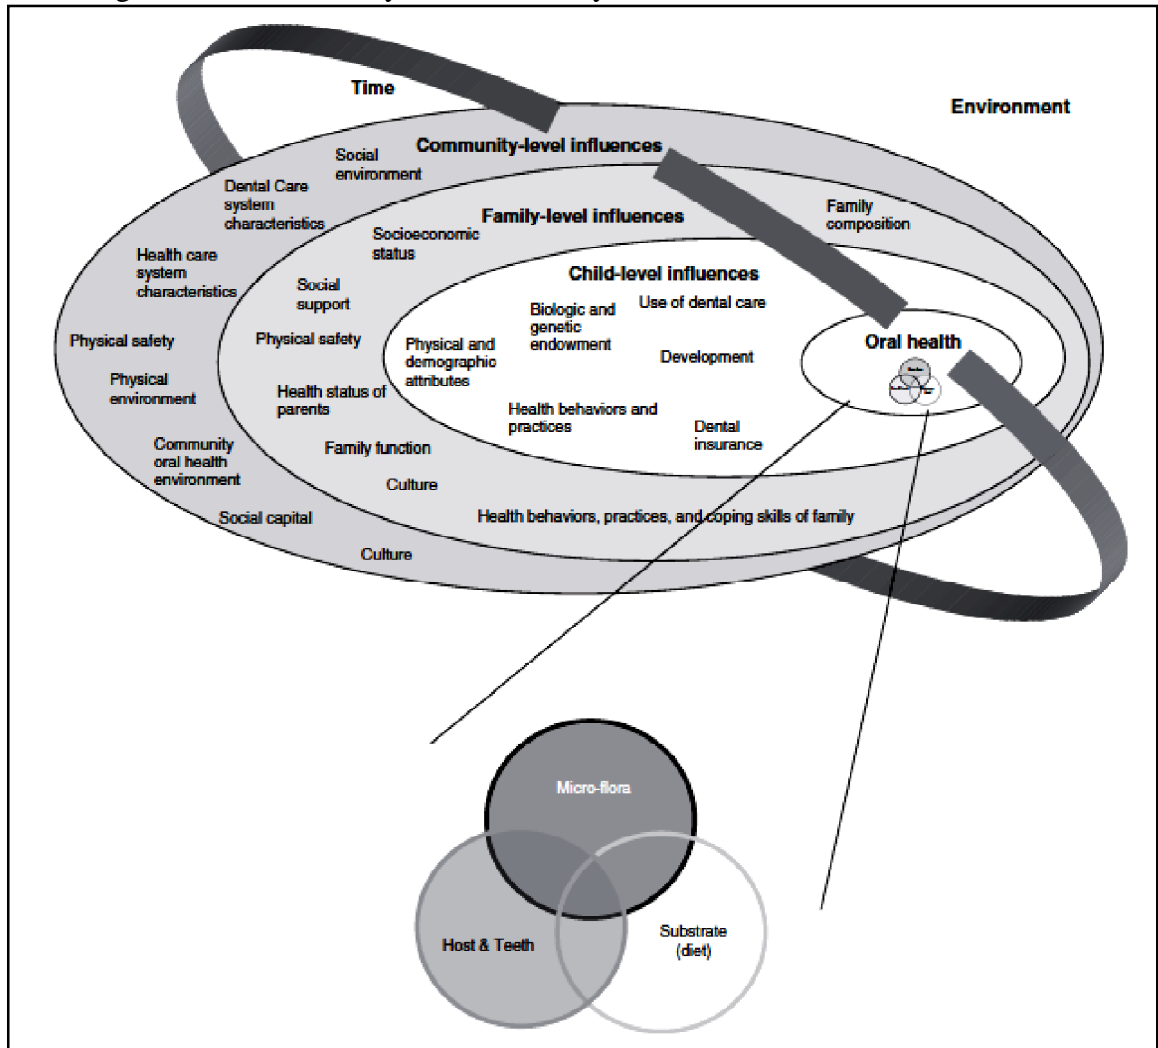 Time
Environment
Community-level influences
Social
environment
Dental Care
system
characteristics
Family-level influences
Family
composition
Socioeconomic
status
Health care
system
characteristics
Child-level influences
Social
support
Biologic and
genetic
endowment
Use of dental care
Physical safety
Physical safety
Physical and
demographic
attributes
Development
Oral health
Physical
environment
Health status of
parents
Health behaviors and
practices
Dental
insurance
Community
oral health
environment
Family function
Culture
Social capital
Health behaviors, practices, and coping skills of family
Culture
Micro-flora
Host & Teeth
Substrate
(diet)